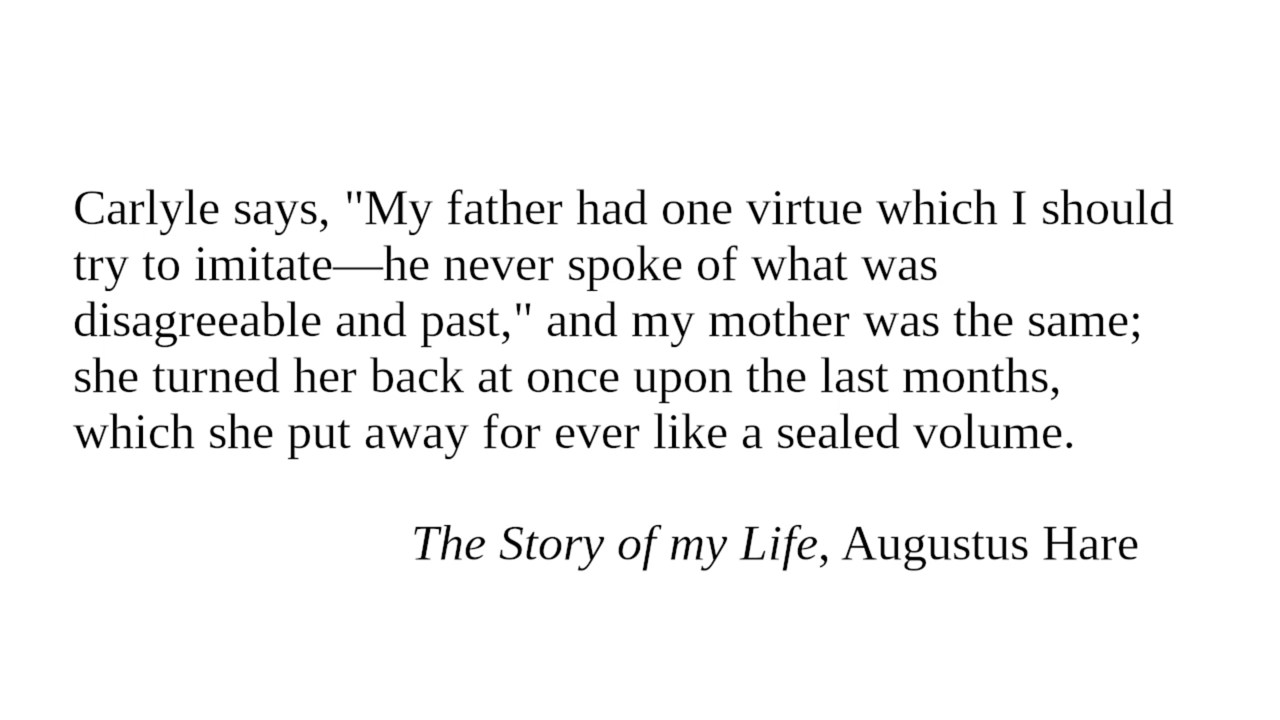 Carlyle says, "My father had one virtue which I should
try to imitate—he never spoke of what was
disagreeable and past," and my mother was the same;
she turned her back at once upon the last months,
which she put away for ever like a sealed volume.
The Story of my Life, Augustus Hare